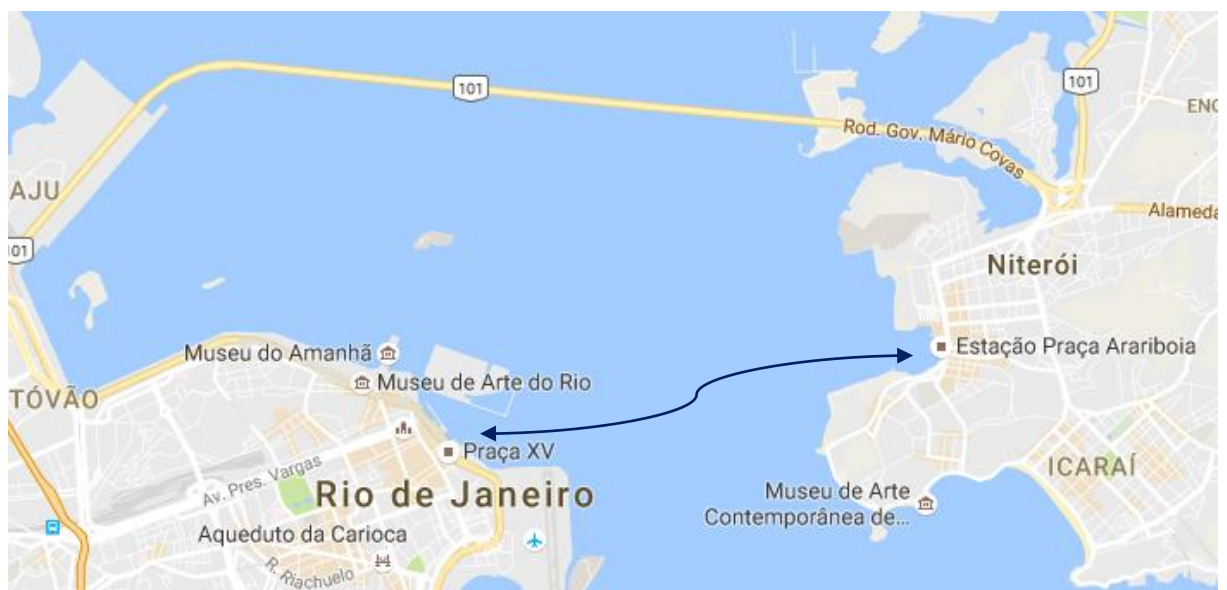 101
101
ENG
Rod. Gov. Mário Covas
AJU
Alameda
101
Niterói
Museu do Amanhã
Estação Praça Arariboia
Museu de Arte do Rio
TÓVÃO
Praça XV
ICARAÍ
Av. Pres. Vargas
Rio de Janeiro
Museu de Arte
Contemporânea de...
Aqueduto da Carioca
R. Riachuelo